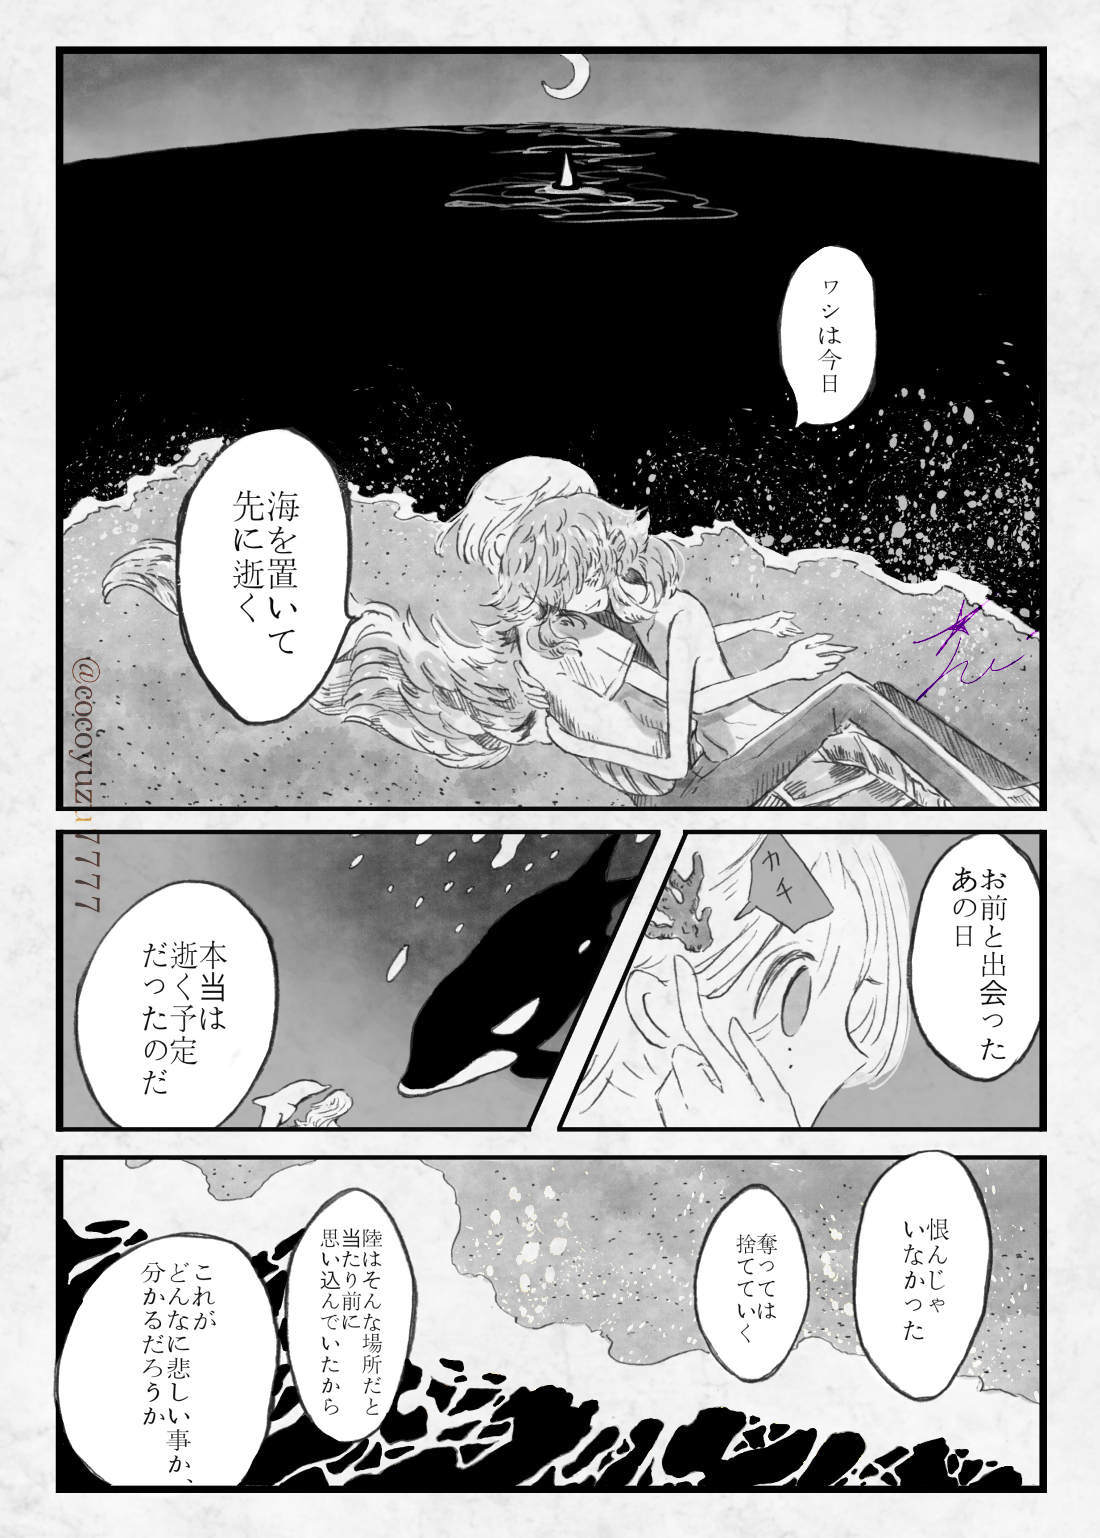 ワシは今日
海を置いて
先に逝く
お前と出会った
あの日
カチ
本当は
逝く予定
だったのだ
恨んじゃ
いなかった
奪っては
捨てていく
陸はそんな場所だと
当たり前に
思い込んでいたから
これが
どんなに悲しい事か、
分かるだろうか
@cocoyuzu7777